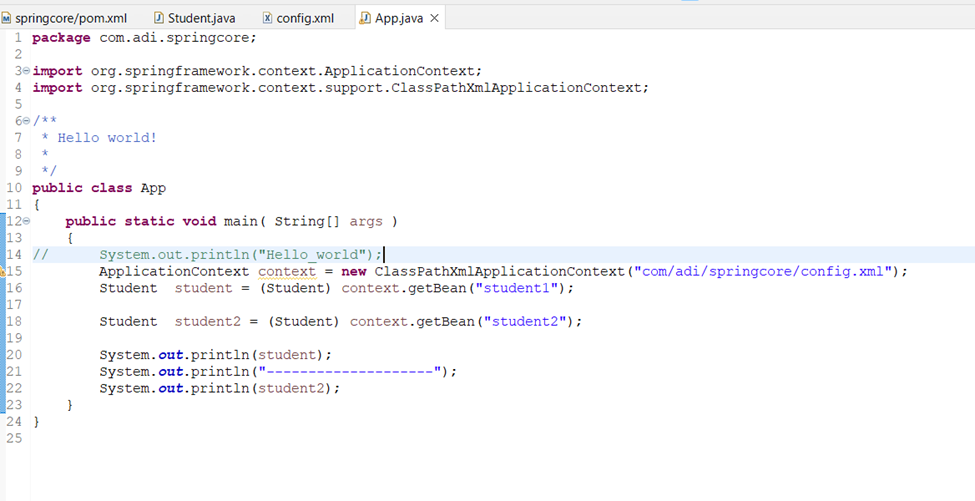 springcore/pom.xml Student.java config.xml App.java
1 package com.adi.springcore;
2
3 import org.springframework.context.ApplicationContext;
4 import org.springframework.context.support.ClassPathXmlApplicationContext;
5
6 /**
7  * Hello world!
8  *
9  */
10 public class App
11 {
12     public static void main( String[] args )
13     {
14 //      System.out.println("Hello_world");
15         ApplicationContext context = new ClassPathXmlApplicationContext("com/adi/springcore/config.xml");
16         Student  student = (Student) context.getBean("student1");
17
18         Student  student2 = (Student) context.getBean("student2");
19
20         System.out.println(student);
21         System.out.println("--------------------");
22         System.out.println(student2);
23     }
24 }
25